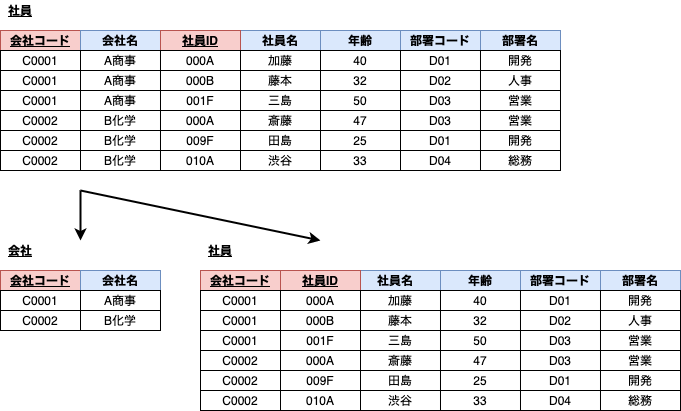 社員
会社コード 会社名 社員ID 社員名 年齢 部署コード 部署名
C0001 A商事 000A 加藤 40 D01 開発
C0001 A商事 000B 藤本 32 D02 人事
C0001 A商事 001F 三島 50 D03 営業
C0002 B化学 000A 斎藤 47 D03 営業
C0002 B化学 009F 田島 25 D01 開発
C0002 B化学 010A 渋谷 33 D04 総務
会社
会社コード 会社名
C0001 A商事
C0002 B化学
社員
会社コード 社員ID 社員名 年齢 部署コード 部署名
C0001 000A 加藤 40 D01 開発
C0001 000B 藤本 32 D02 人事
C0001 001F 三島 50 D03 営業
C0002 000A 斎藤 47 D03 営業
C0002 009F 田島 25 D01 開発
C0002 010A 渋谷 33 D04 総務